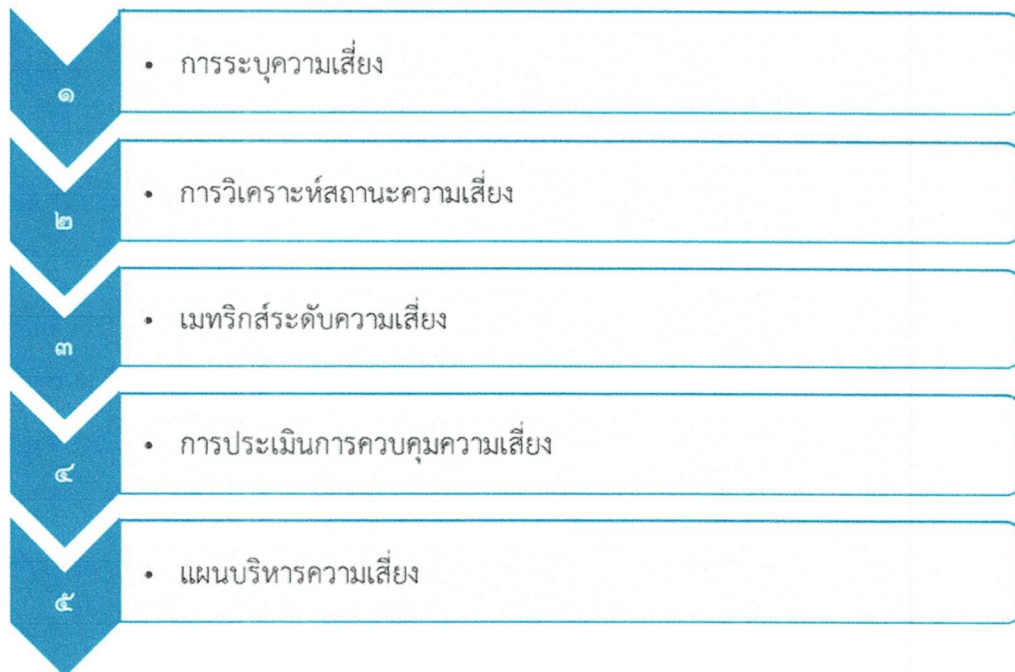 ๑
• การระบุความเสี่ยง
๒
• การวิเคราะห์สถานะความเสี่ยง
๓
• เมทริกส์ระดับความเสี่ยง
๔
• การประเมินการควบคุมความเสี่ยง
๕
• แผนบริหารความเสี่ยง